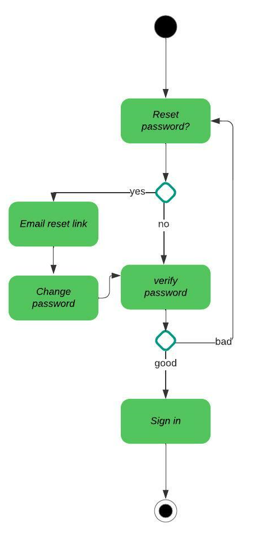 Reset
password?
yes
no
Email reset link
Change
password
verify
password
bad
good
Sign in